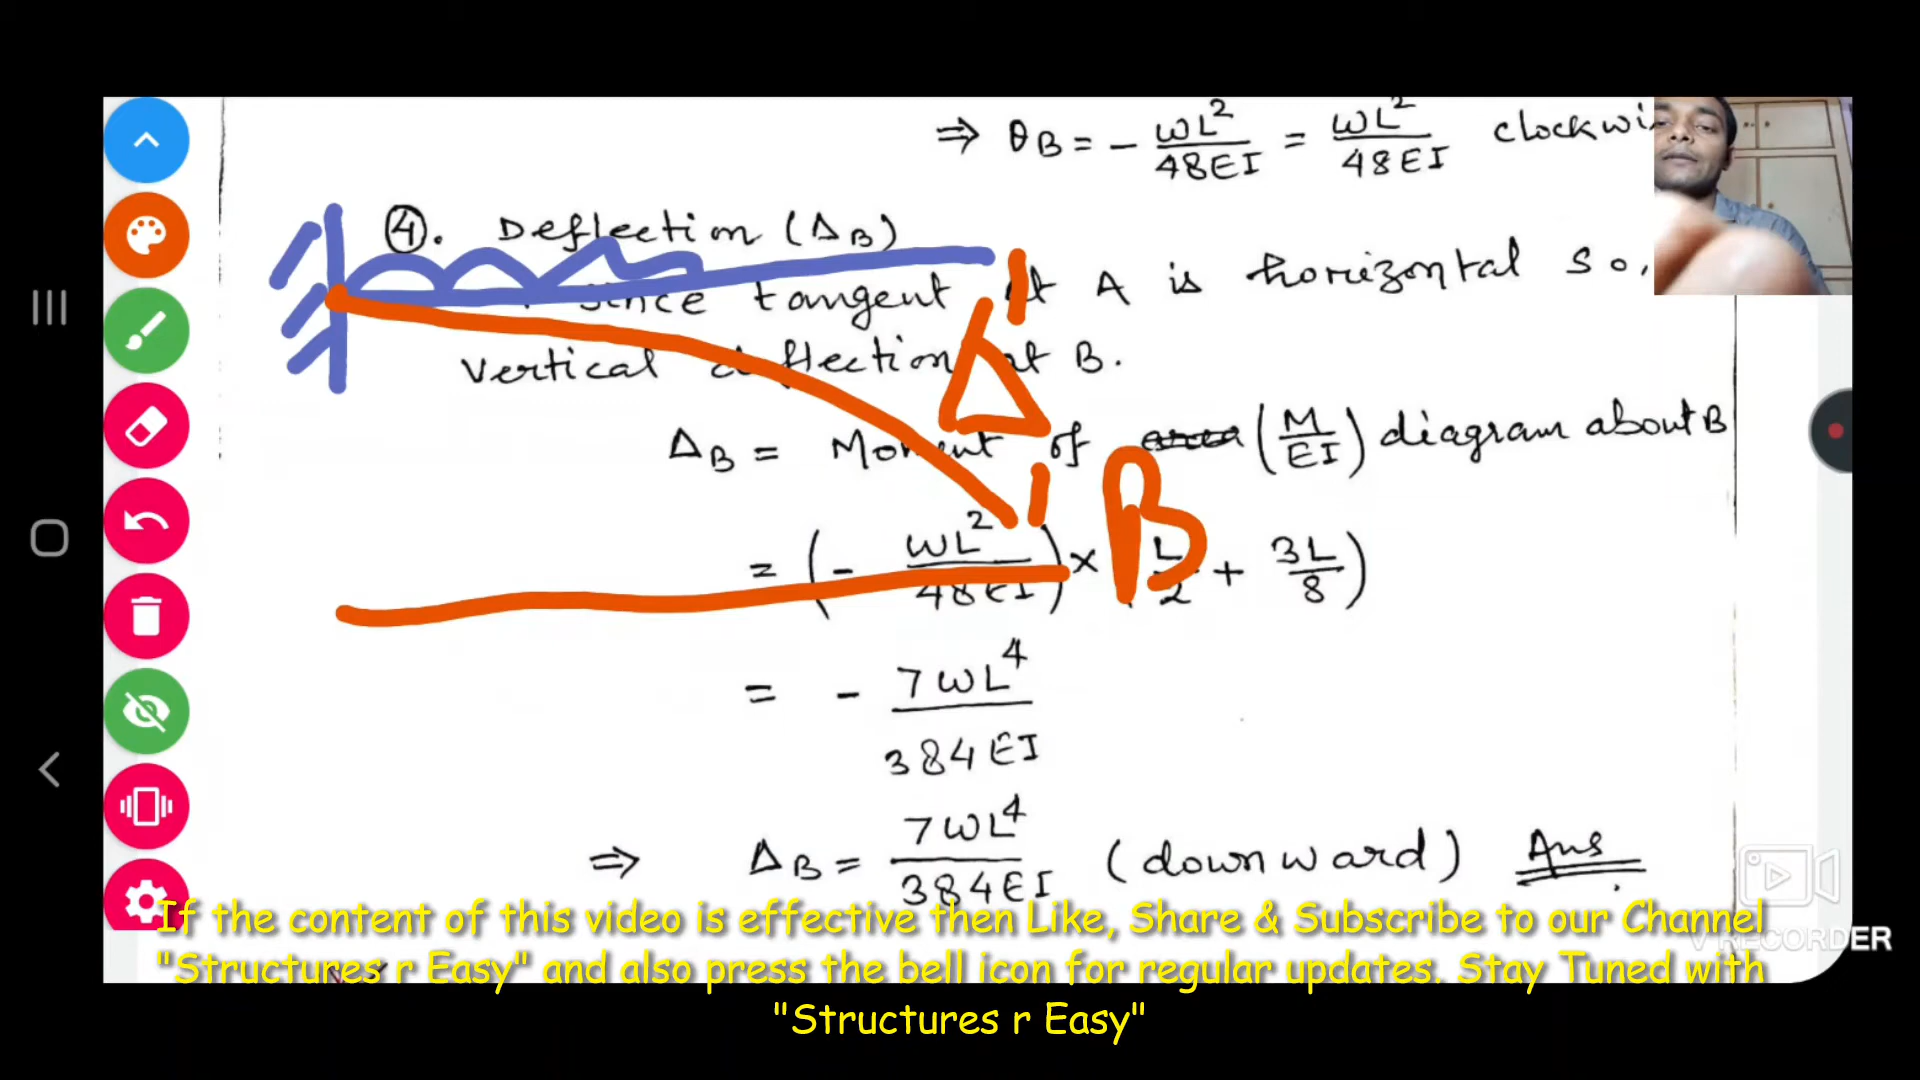 ⇒ θB = - wL²/48EI = wL²/48EI clockwi
④. Deflection (ΔB)
since tangent at A is horizontal so,
vertical deflection at B.
Δ
ΔB = Moment of (M/EI) diagram about B
B
= (- wL²/48EI) × (L/2 + 3L/8)
= - 7wL⁴/384EI
⇒ ΔB = 7wL⁴/384EI (downward) Ans
If the content of this video is effective then Like, Share & Subscribe to our Channel
V RECORDER
"Structures r Easy" and also press the bell icon for regular updates. Stay Tuned with
"Structures r Easy"